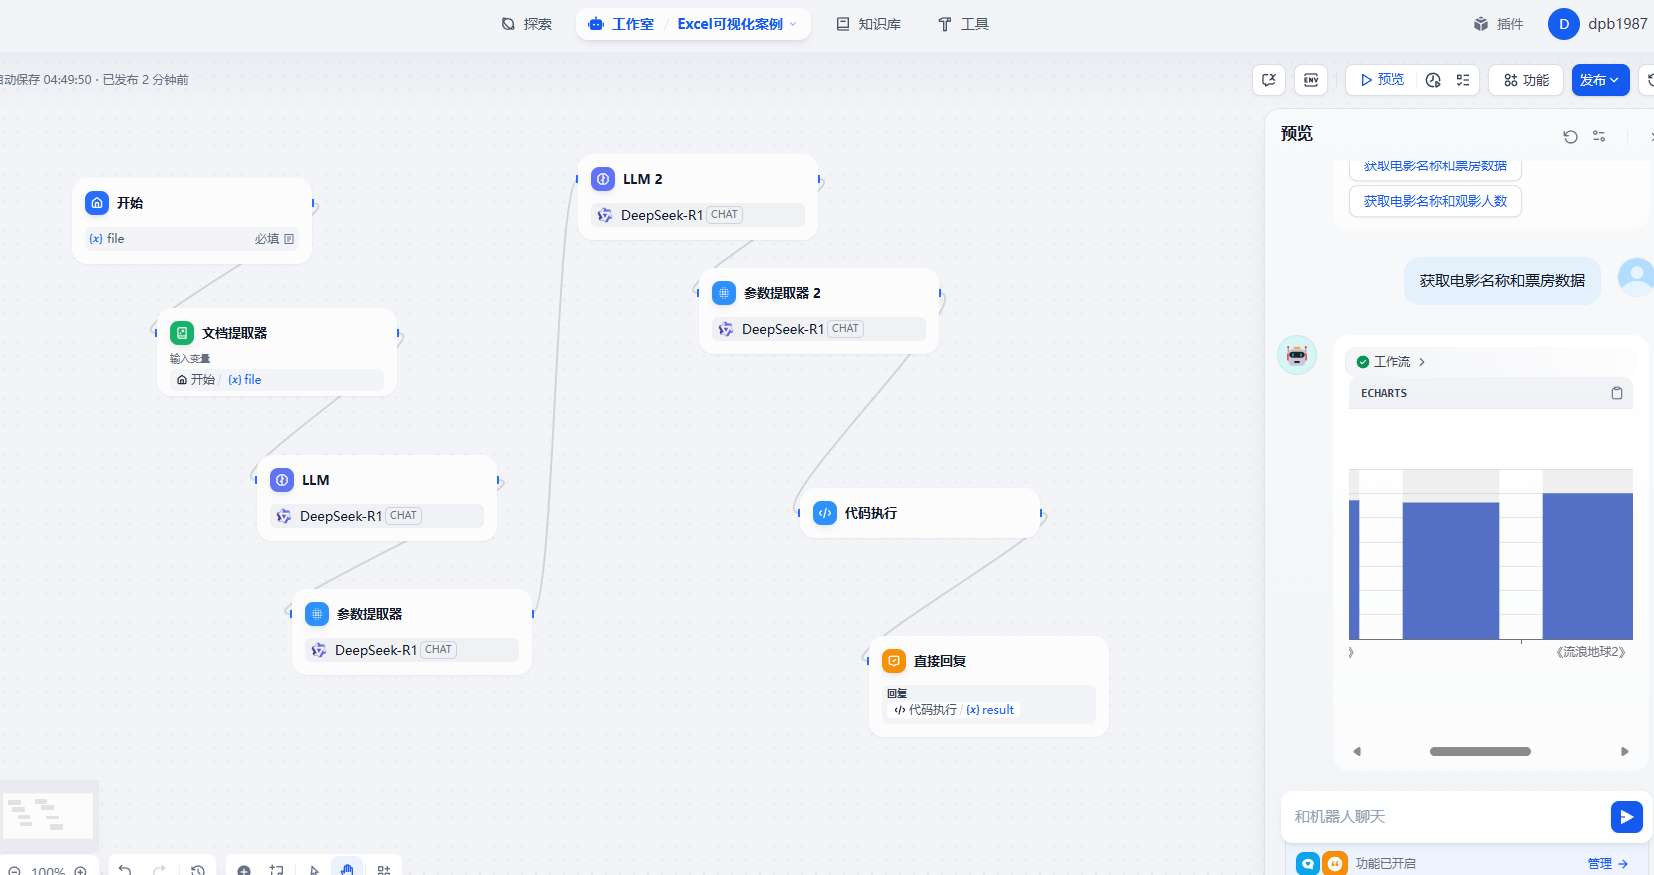 探索
工作室 / Excel可视化案例
知识库
工具
插件
D
dpb1987
自动保存 04:49:50 · 已发布 2 分钟前
ENV
预览
功能
发布
开始
{x} file 必填
文档提取器
输入变量
开始 / {x} file
LLM
DeepSeek-R1 CHAT
参数提取器
DeepSeek-R1 CHAT
LLM 2
DeepSeek-R1 CHAT
参数提取器 2
DeepSeek-R1 CHAT
代码执行
直接回复
回复
代码执行 / {x} result
预览
获取电影名称和票房数据
获取电影名称和观影人数
获取电影名称和票房数据
工作流
ECHARTS
》
《流浪地球2》
和机器人聊天
功能已开启
管理
100%